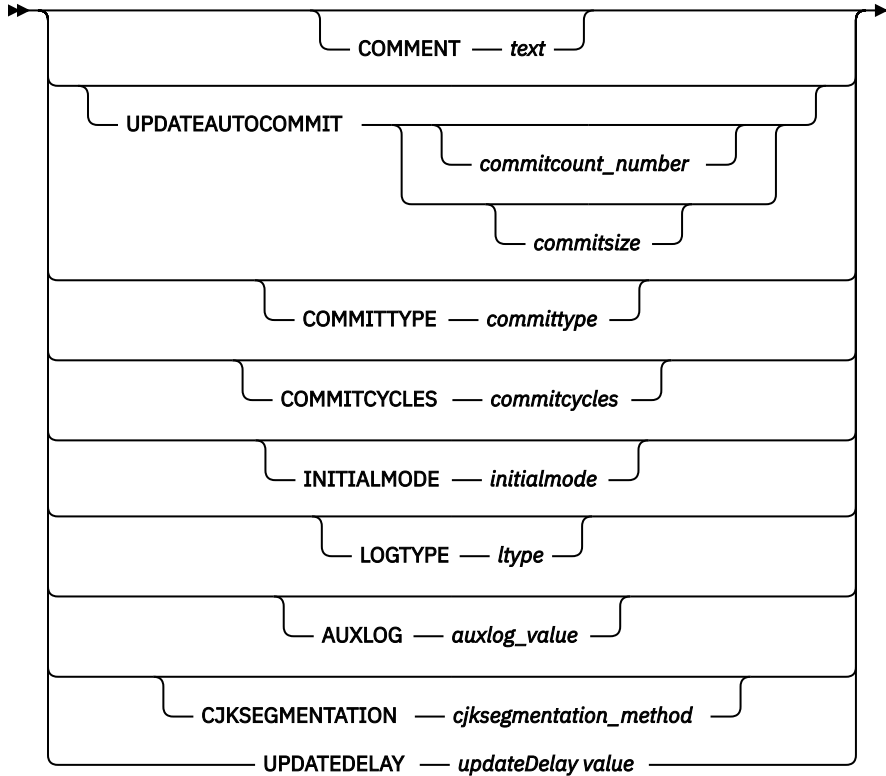 COMMENT text
UPDATEAUTOCOMMIT
commitcount_number
commitsize
COMMITTYPE committype
COMMITCYCLES commitcycles
INITIALMODE initialmode
LOGTYPE ltype
AUXLOG auxlog_value
CJKSEGMENTATION cjksegmentation_method
UPDATEDELAY updateDelay value